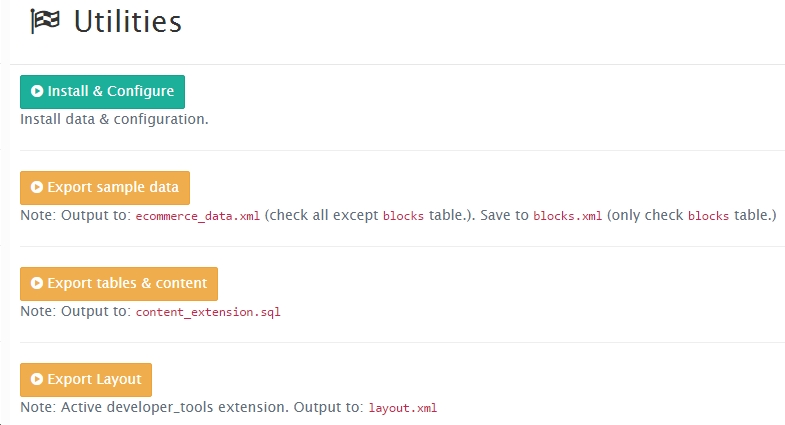 Utilities
Install & Configure
Install data & configuration.
Export sample data
Note: Output to: ecommerce_data.xml (check all except blocks table.). Save to blocks.xml (only check blocks table.)
Export tables & content
Note: Output to: content_extension.sql
Export Layout
Note: Active developer_tools extension. Output to: layout.xml